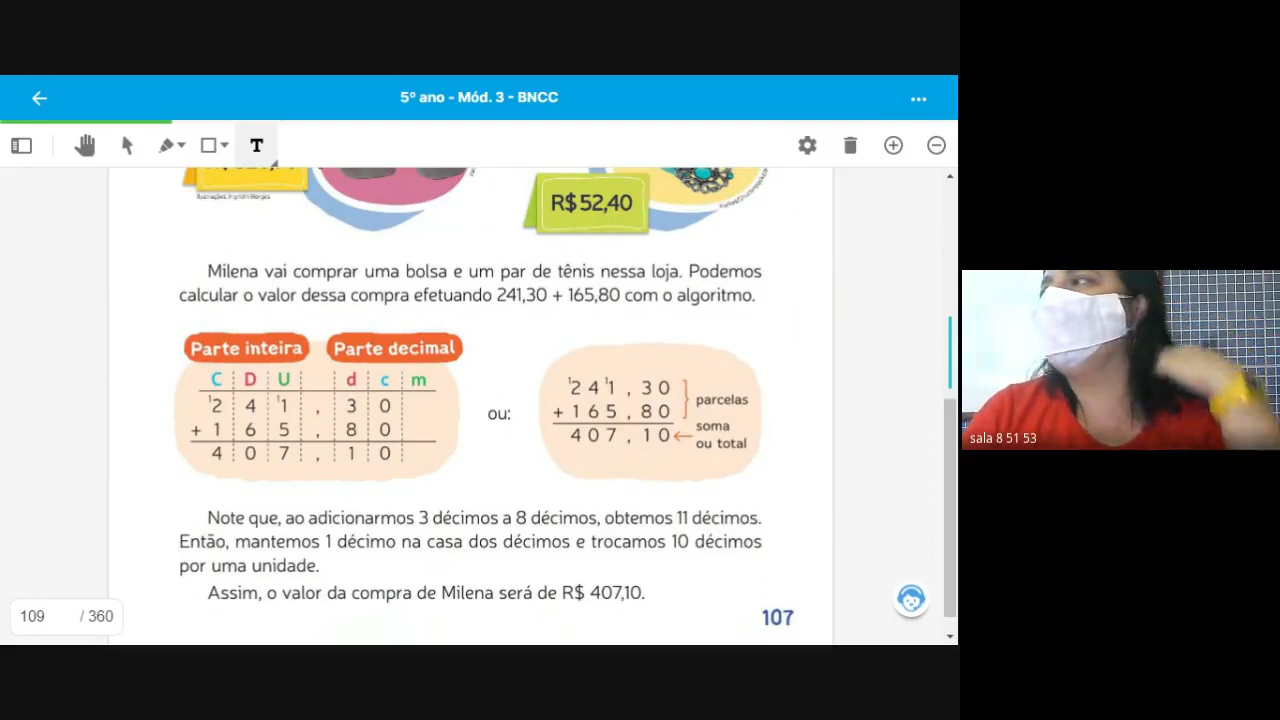 5º ano - Mód. 3 - BNCC
T
R$ 52,40
Milena vai comprar uma bolsa e um par de tênis nessa loja. Podemos
calcular o valor dessa compra efetuando 241,30 + 165,80 com o algoritmo.
Parte inteira Parte decimal
C D U d c m
¹2 4 ¹1 , 3 0
+ 1 6 5 , 8 0
4 0 7 , 1 0
ou:
¹2 4 ¹1 , 3 0
+ 1 6 5 , 8 0
4 0 7 , 1 0
parcelas
soma
ou total
Note que, ao adicionarmos 3 décimos a 8 décimos, obtemos 11 décimos.
Então, mantemos 1 décimo na casa dos décimos e trocamos 10 décimos
por uma unidade.
Assim, o valor da compra de Milena será de R$ 407,10.
107
109 / 360
sala 8 51 53